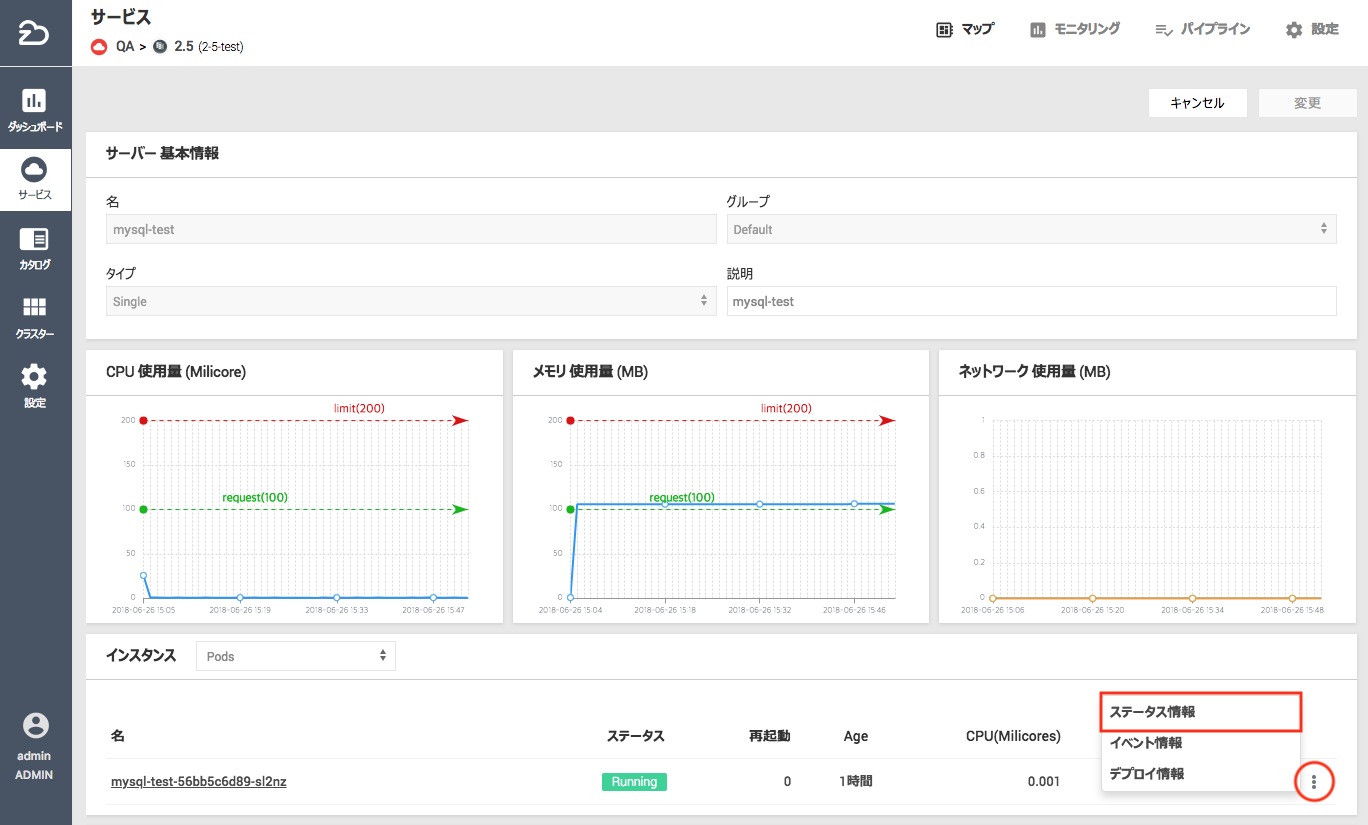 サービス
QA > 2.5 (2-5-test)
マップ
モニタリング
パイプライン
設定
ダッシュボード
サービス
カタログ
クラスター
設定
admin
ADMIN
キャンセル
変更
サーバー 基本情報
名
グループ
mysql-test
Default
タイプ
説明
Single
mysql-test
CPU 使用量 (Milicore)
limit(200)
200
150
request(100)
100
50
0
2018-06-26 15:05
2018-06-26 15:19
2018-06-26 15:33
2018-06-26 15:47
メモリ 使用量 (MB)
limit(200)
200
150
request(100)
100
50
0
2018-06-26 15:04
2018-06-26 15:18
2018-06-26 15:32
2018-06-26 15:46
ネットワーク 使用量 (MB)
1
0.8
0.6
0.4
0.2
0
2018-06-26 15:06
2018-06-26 15:20
2018-06-26 15:34
2018-06-26 15:48
インスタンス
Pods
名
ステータス
再起動
Age
CPU(Milicores)
mysql-test-56bb5c6d89-sl2nz
Running
0
1時間
0.001
ステータス情報
イベント情報
デプロイ情報